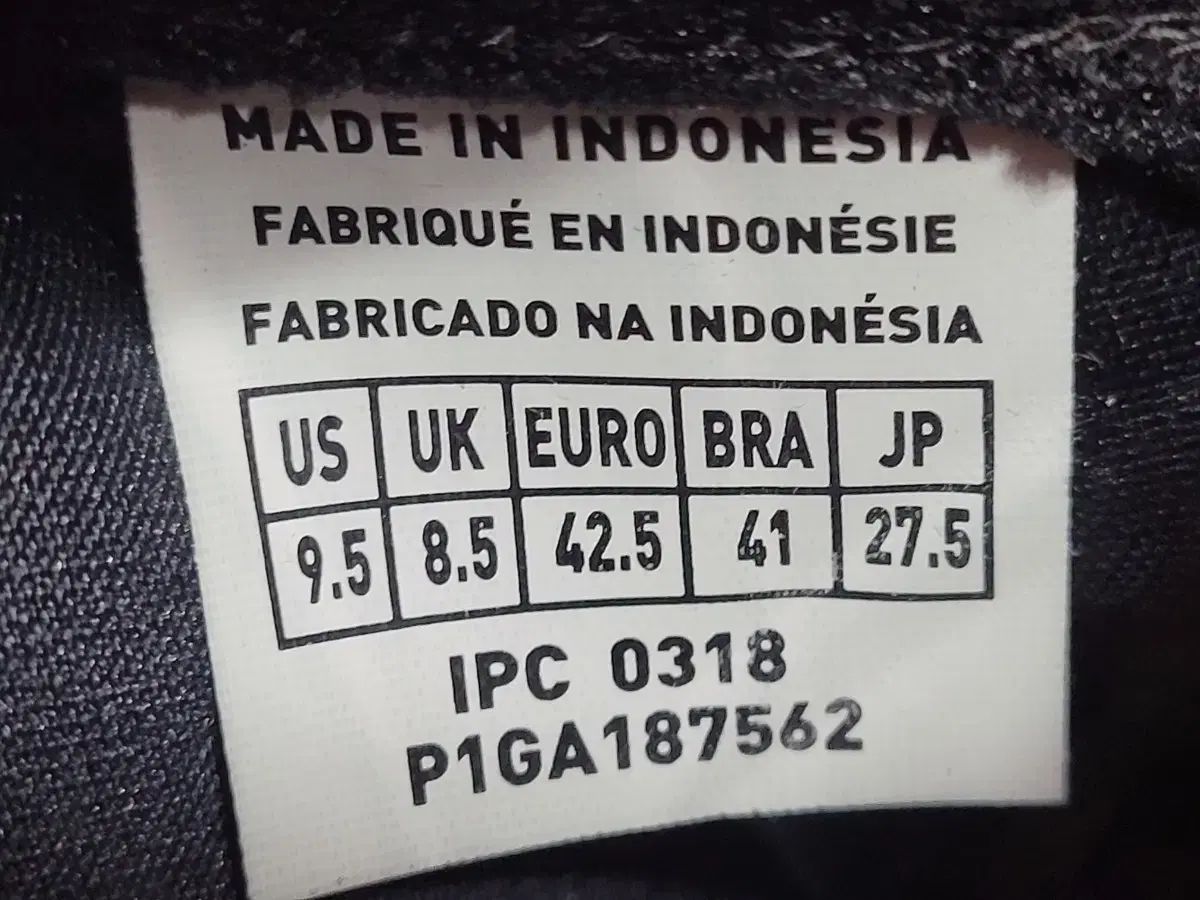 MADE IN INDONESIA
FABRIQUÉ EN INDONÉSIE
FABRICADO NA INDONÉSIA
US UK EURO BRA JP
9.5 8.5 42.5 41 27.5
IPC 0318
P1GA187562